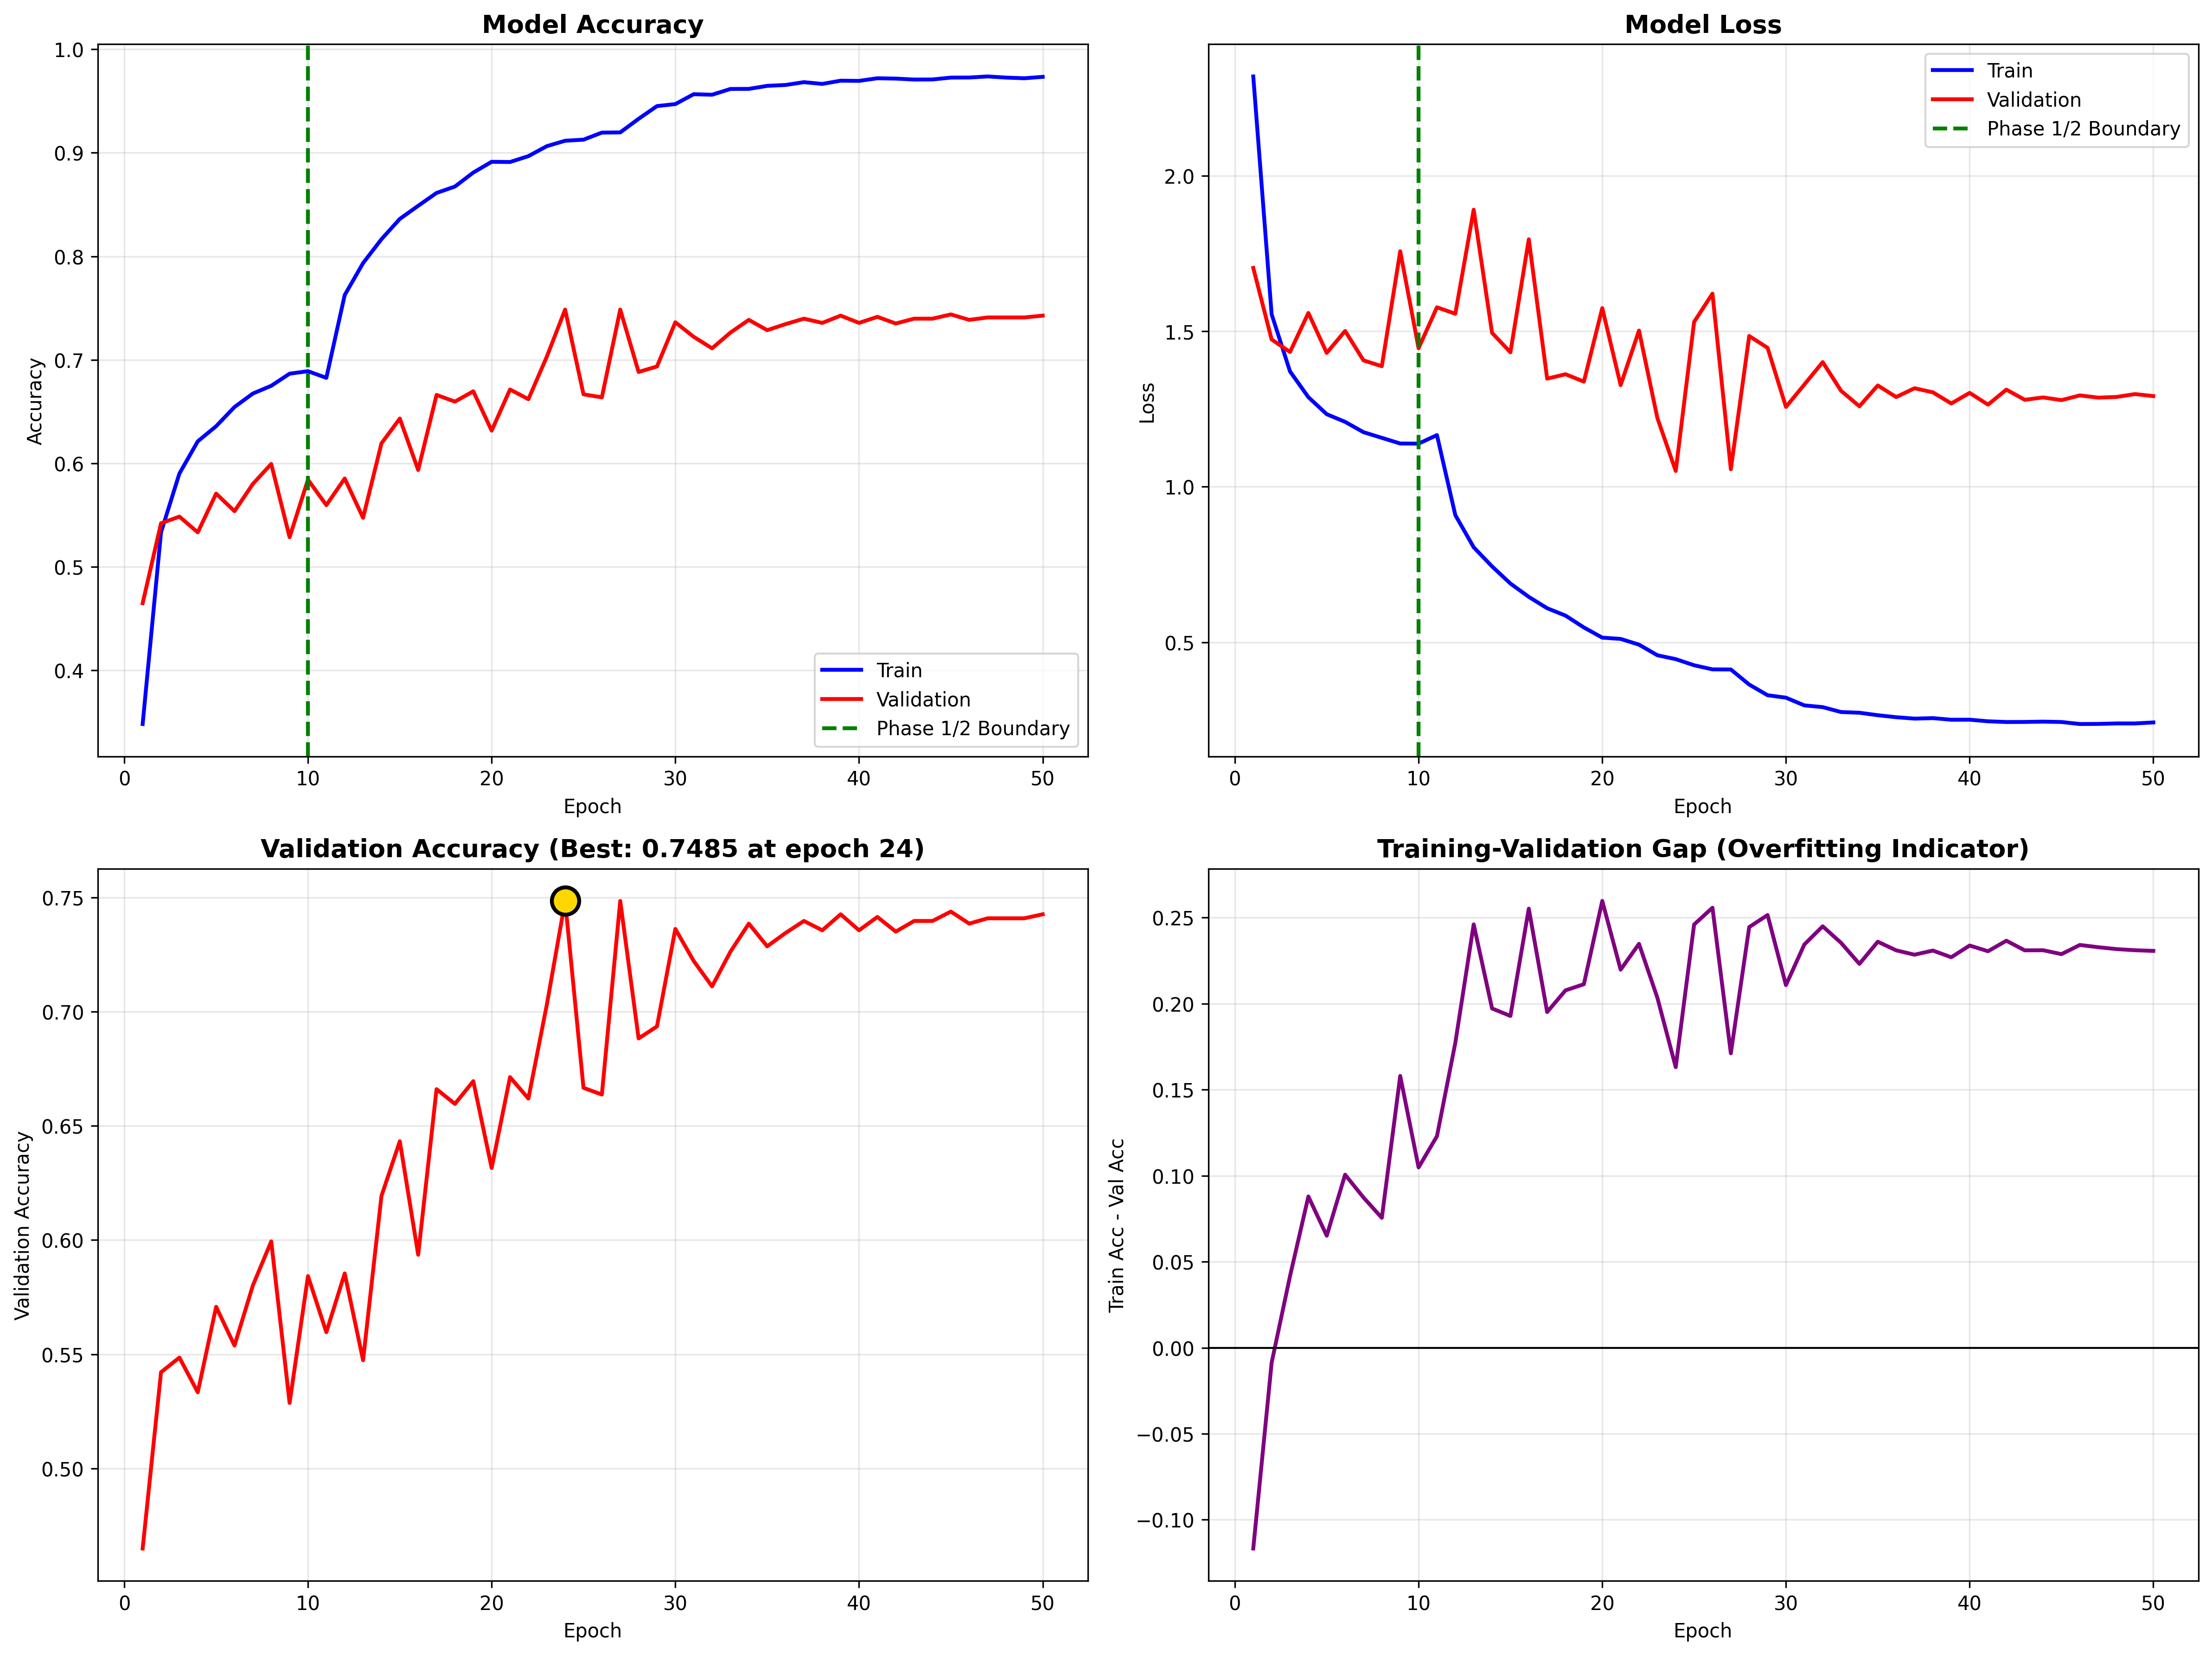 Model Accuracy
1.0
0.9
0.8
0.7
0.6
0.5
0.4
Accuracy
Train
Validation
Phase 1/2 Boundary
0 10 20 30 40 50
Epoch
Model Loss
2.0
1.5
1.0
0.5
Loss
Train
Validation
Phase 1/2 Boundary
0 10 20 30 40 50
Epoch
Validation Accuracy (Best: 0.7485 at epoch 24)
0.75
0.70
0.65
0.60
0.55
0.50
Validation Accuracy
0 10 20 30 40 50
Epoch
Training-Validation Gap (Overfitting Indicator)
0.25
0.20
0.15
0.10
0.05
0.00
−0.05
−0.10
Train Acc - Val Acc
0 10 20 30 40 50
Epoch